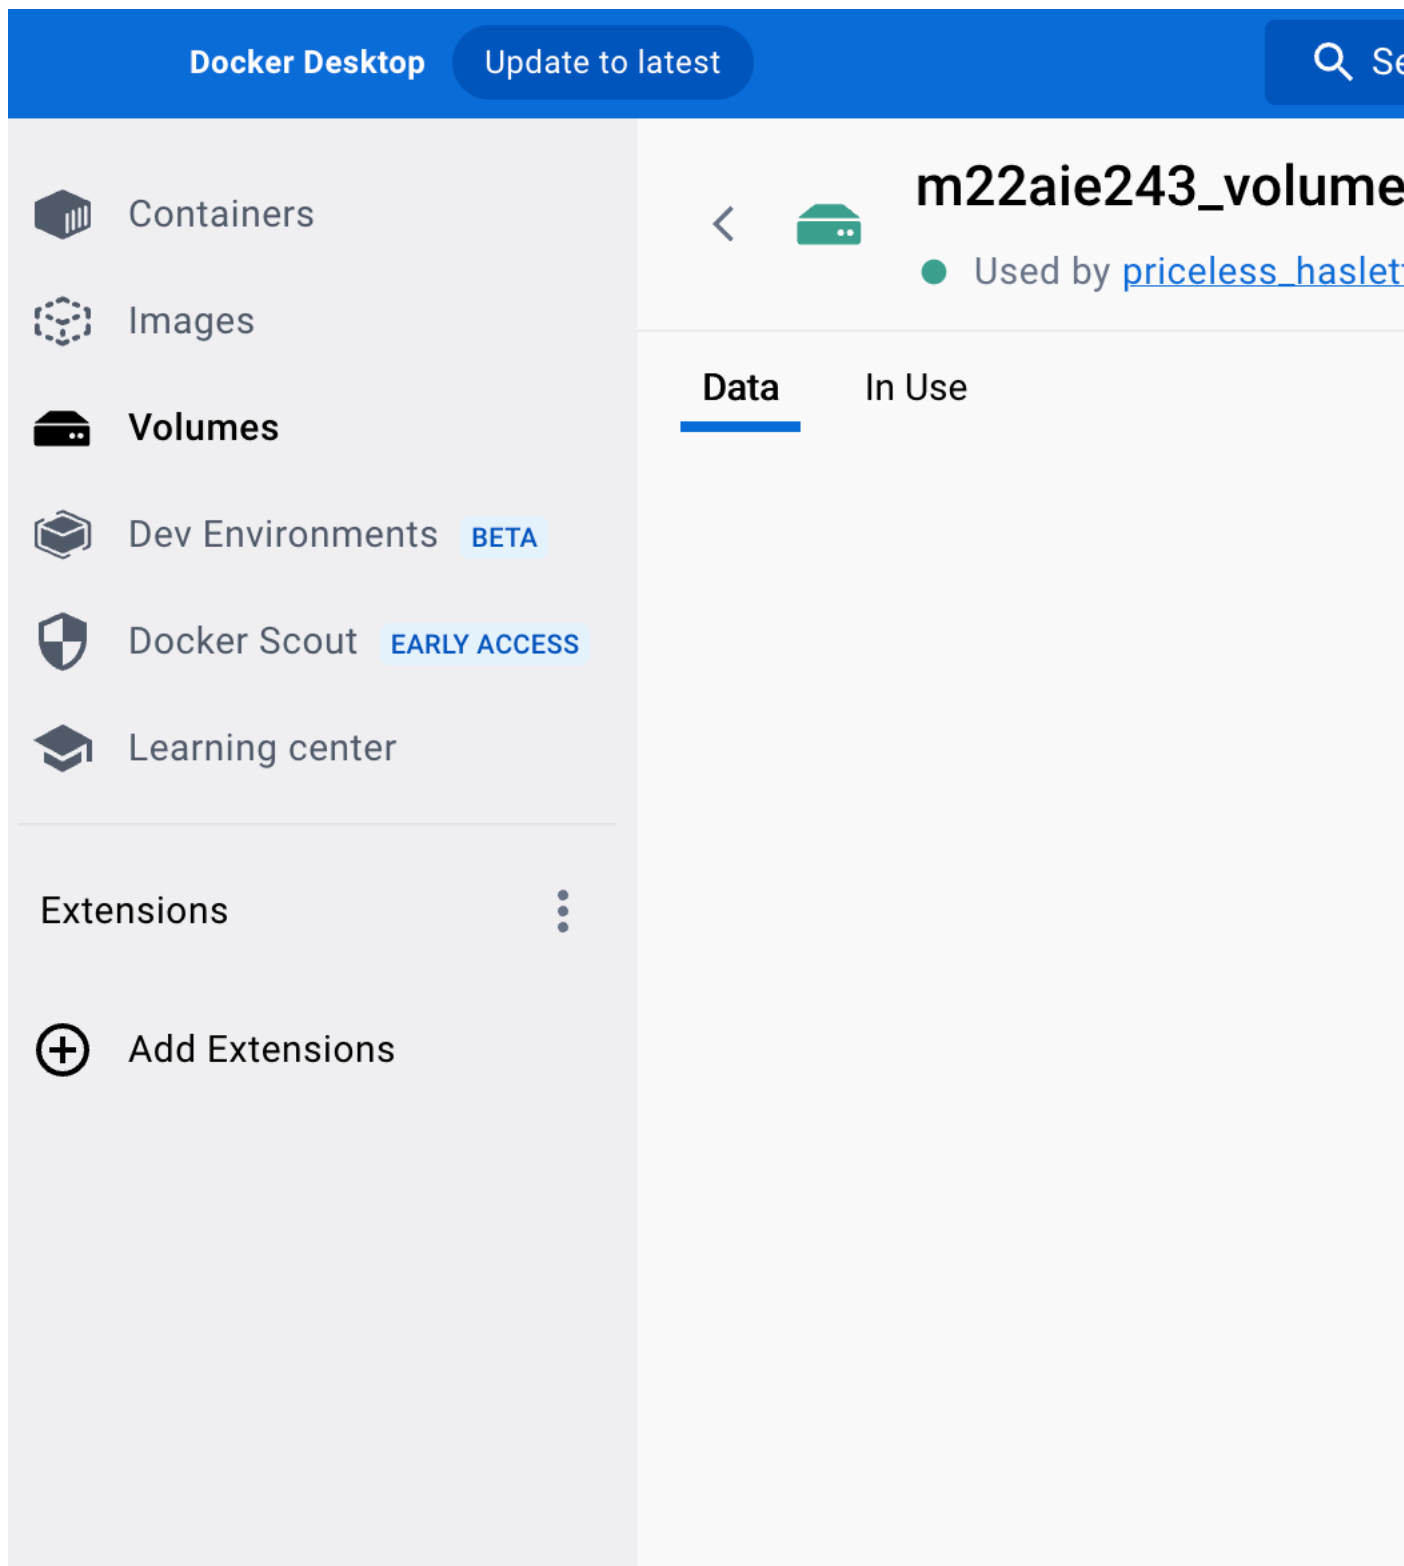 Docker Desktop Update to latest
Containers
Images
Volumes
Dev Environments BETA
Docker Scout EARLY ACCESS
Learning center
Extensions
Add Extensions
m22aie243_volume
Used by
Data In Use